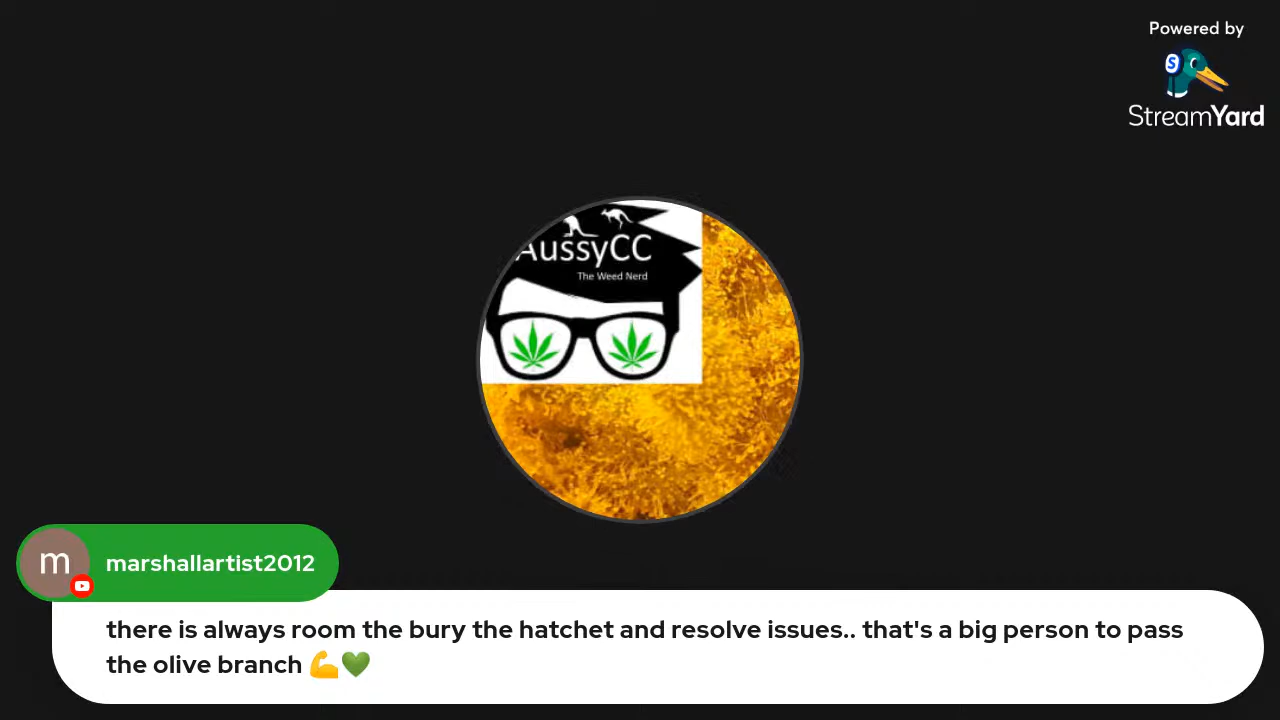 Powered by
S
StreamYard
AussyCC
The Weed Nerd
m
marshallartist2012
there is always room the bury the hatchet and resolve issues.. that's a big person to pass
the olive branch 💪💚